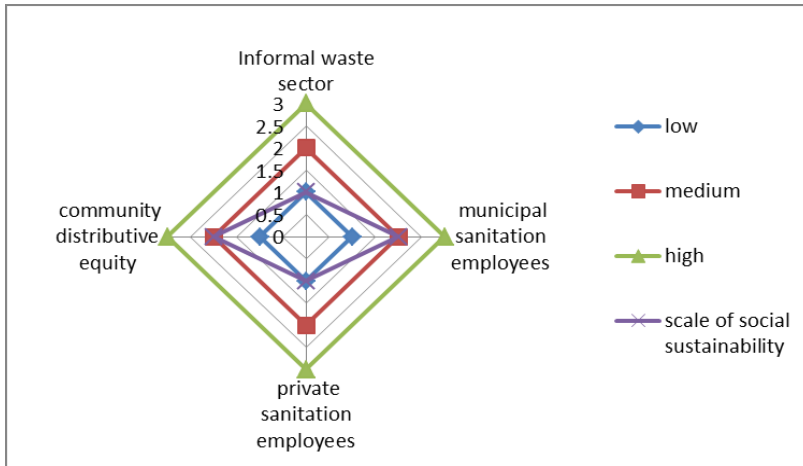 Informal waste
sector
3
2.5
2
1.5
1
0.5
0
community
distributive
equity
municipal
sanitation
employees
private
sanitation
employees
low
medium
high
scale of social
sustainability